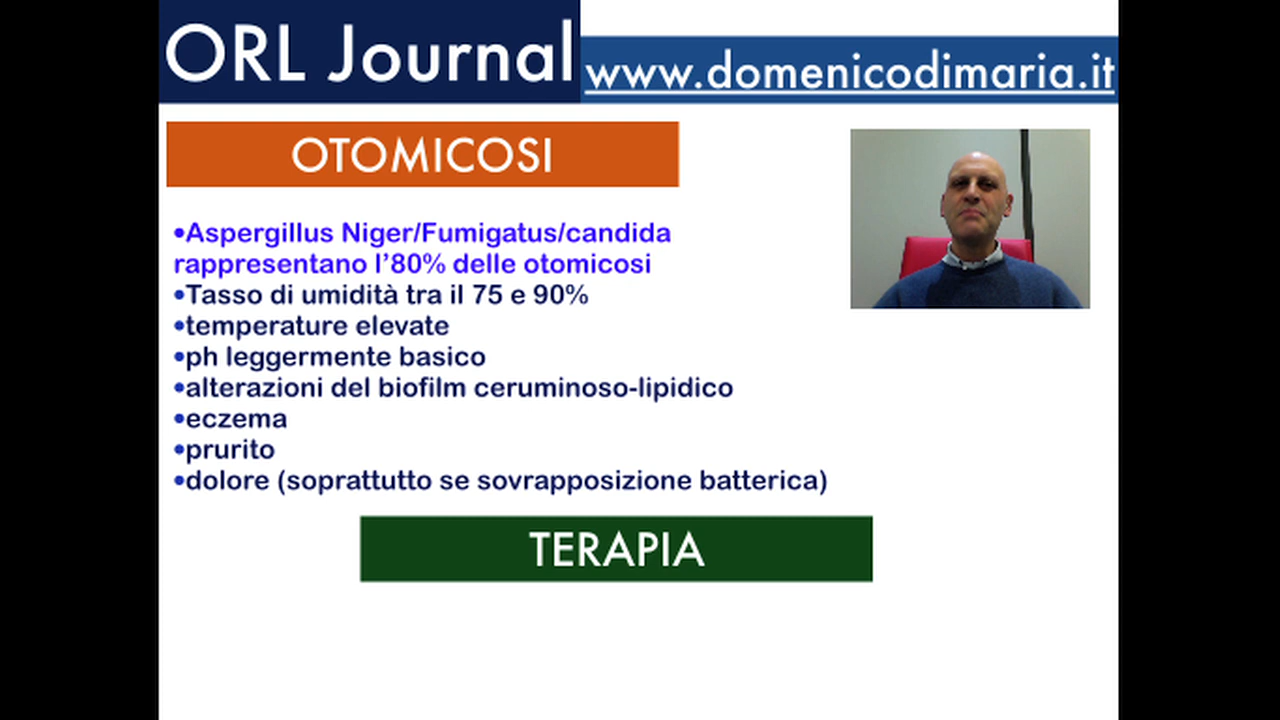 ORL Journal
www.domenicodimaria.it
OTOMICOSI
•Aspergillus Niger/Fumigatus/candida
rappresentano l’80% delle otomicosi
•Tasso di umidità tra il 75 e 90%
•temperature elevate
•ph leggermente basico
•alterazioni del biofilm ceruminoso-lipidico
•eczema
•prurito
•dolore (soprattutto se sovrapposizione batterica)
TERAPIA